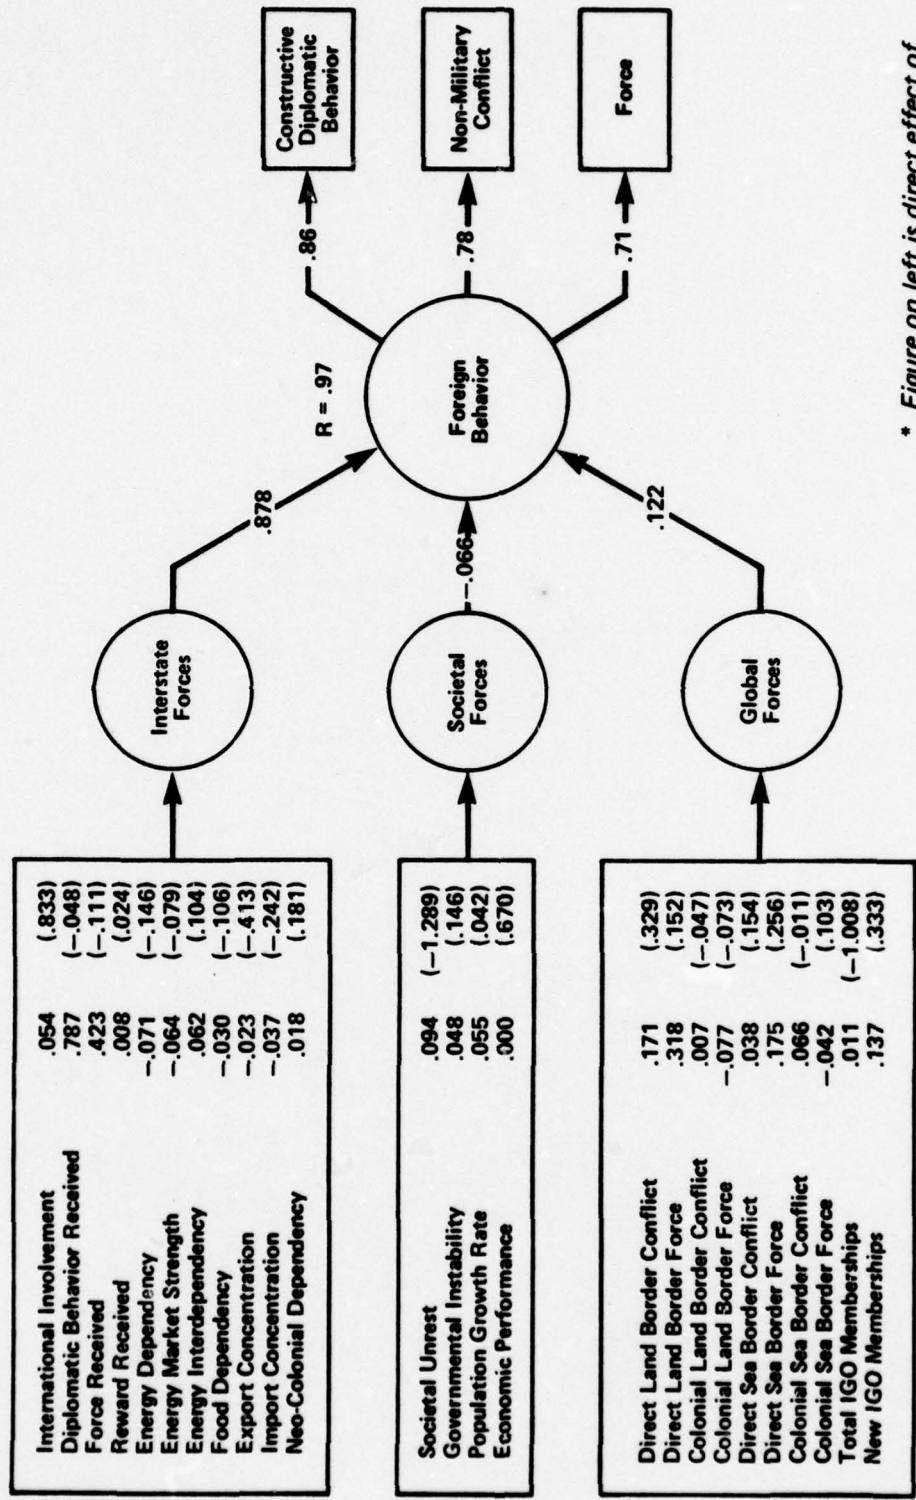 International Involvement .054 (.833)
Diplomatic Behavior Received .787 (−.048)
Force Received .423 (−.111)
Reward Received .008 (.024)
Energy Dependency −.071 (−.146)
Energy Market Strength −.064 (−.079)
Energy Interdependency .062 (.104)
Food Dependency −.030 (−.106)
Export Concentration −.023 (−.413)
Import Concentration −.037 (−.242)
Neo-Colonial Dependency .018 (.181)
Societal Unrest .094 (−1.289)
Governmental Instability .048 (.146)
Population Growth Rate .055 (.042)
Economic Performance .000 (.670)
Direct Land Border Conflict .171 (.329)
Direct Land Border Force .318 (.152)
Colonial Land Border Conflict .007 (−.047)
Colonial Land Border Force −.077 (−.073)
Direct Sea Border Conflict .038 (.154)
Direct Sea Border Force .175 (.256)
Colonial Sea Border Conflict .066 (−.011)
Colonial Sea Border Force −.042 (.103)
Total IGO Memberships .011 (−1.008)
New IGO Memberships .137 (.333)
Interstate
Forces
Societal
Forces
Global
Forces
.878
−.066
.122
R = .97
Foreign
Behavior
.86
.78
.71
Constructive
Diplomatic
Behavior
Non-Military
Conflict
Force
* Figure on left is direct effect of